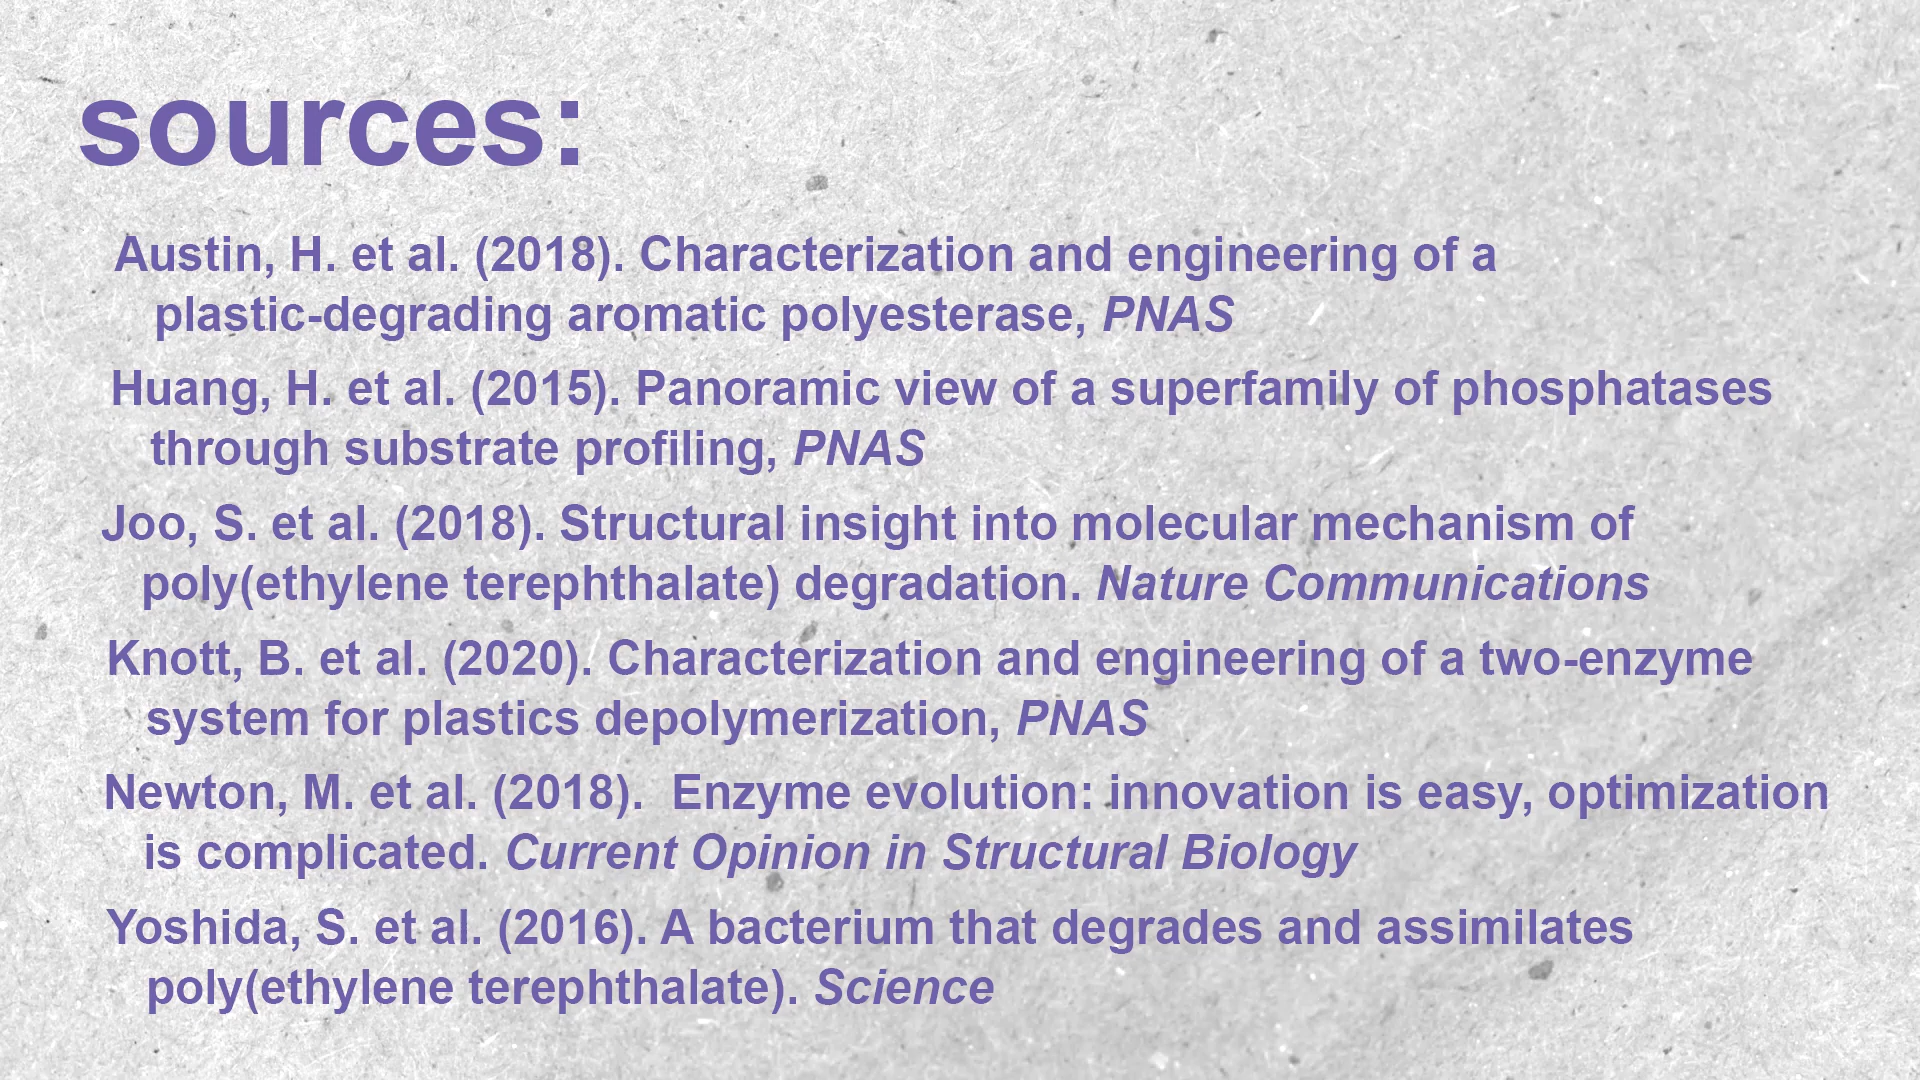 sources:
Austin, H. et al. (2018). Characterization and engineering of a
plastic-degrading aromatic polyesterase, PNAS
Huang, H. et al. (2015). Panoramic view of a superfamily of phosphatases
through substrate profiling, PNAS
Joo, S. et al. (2018). Structural insight into molecular mechanism of
poly(ethylene terephthalate) degradation. Nature Communications
Knott, B. et al. (2020). Characterization and engineering of a two-enzyme
system for plastics depolymerization, PNAS
Newton, M. et al. (2018).  Enzyme evolution: innovation is easy, optimization
is complicated. Current Opinion in Structural Biology
Yoshida, S. et al. (2016). A bacterium that degrades and assimilates
poly(ethylene terephthalate). Science